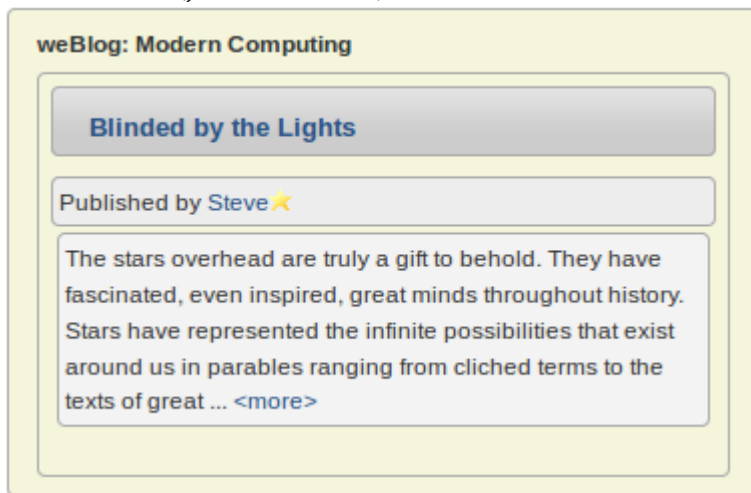 weBlog: Modern Computing
Blinded by the Lights
Published by Steve
The stars overhead are truly a gift to behold. They have
fascinated, even inspired, great minds throughout history.
Stars have represented the infinite possibilities that exist
around us in parables ranging from cliched terms to the
texts of great ... <more>